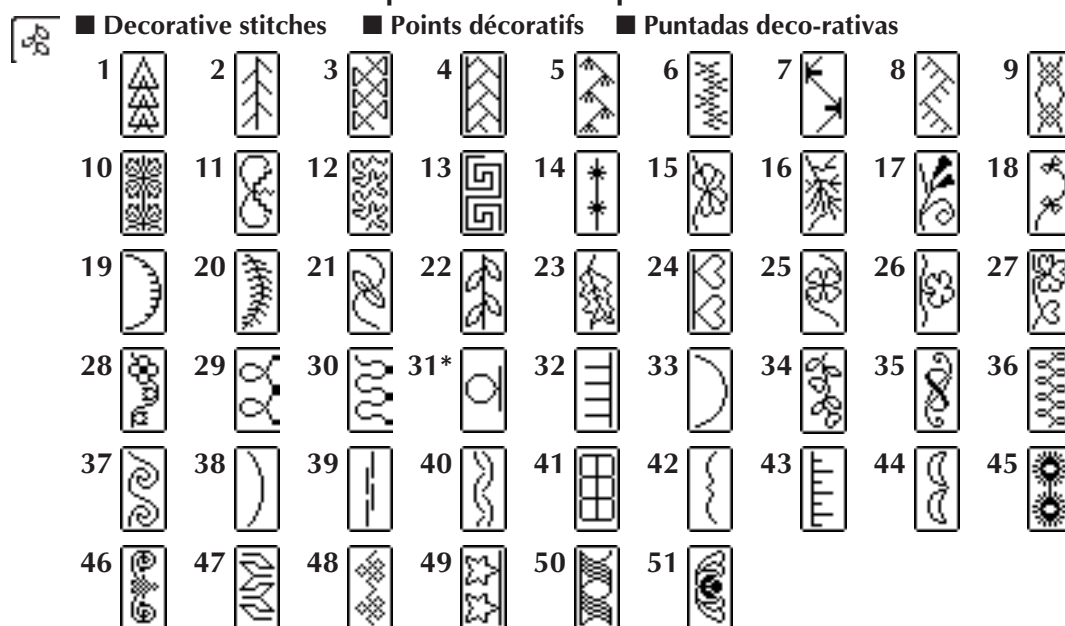 ■ Decorative stitches ■ Points décoratifs ■ Puntadas deco-rativas
1 2 3 4 5 6 7 8 9
10 11 12 13 14 15 16 17 18
19 20 21 22 23 24 25 26 27
28 29 30 31* 32 33 34 35 36
37 38 39 40 41 42 43 44 45
46 47 48 49 50 51